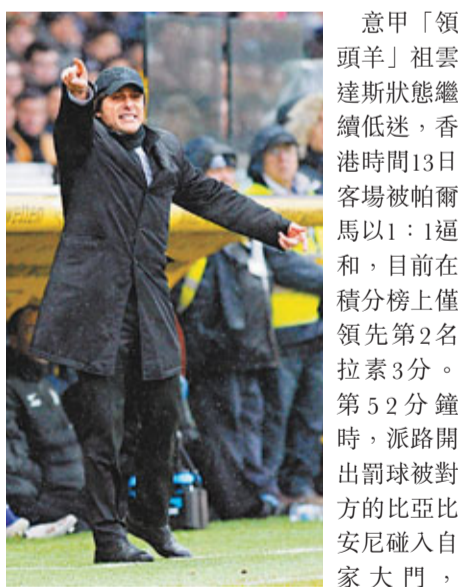 意甲「領
頭羊」祖雲
達斯狀態繼
續低迷，香
港時間13日
客場被帕爾
馬以1：1逼
和，目前在
積分榜上僅
領先第2名
拉素3分。
第52分鐘
時，派路開
出罰球被對
方的比亞比
安尼碰入自
家大門，